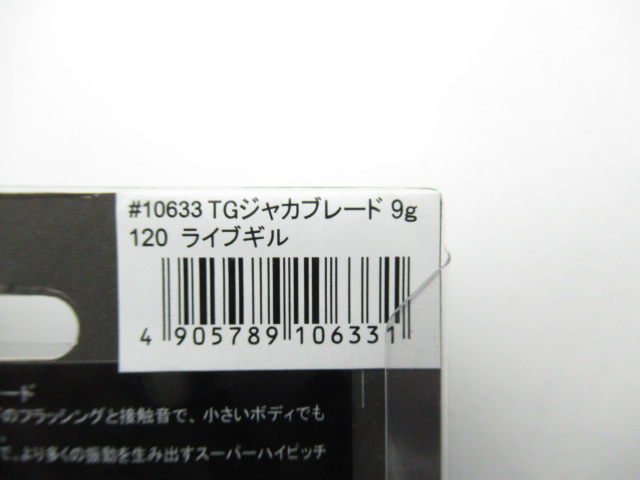 #10633 TGジャカブレード 9g
120 ライブギル
4 905789 106331
ード
のフラッシングと接触音で、小さいボディでも
で、より多くの振動を生み出すスーパーハイピッチ